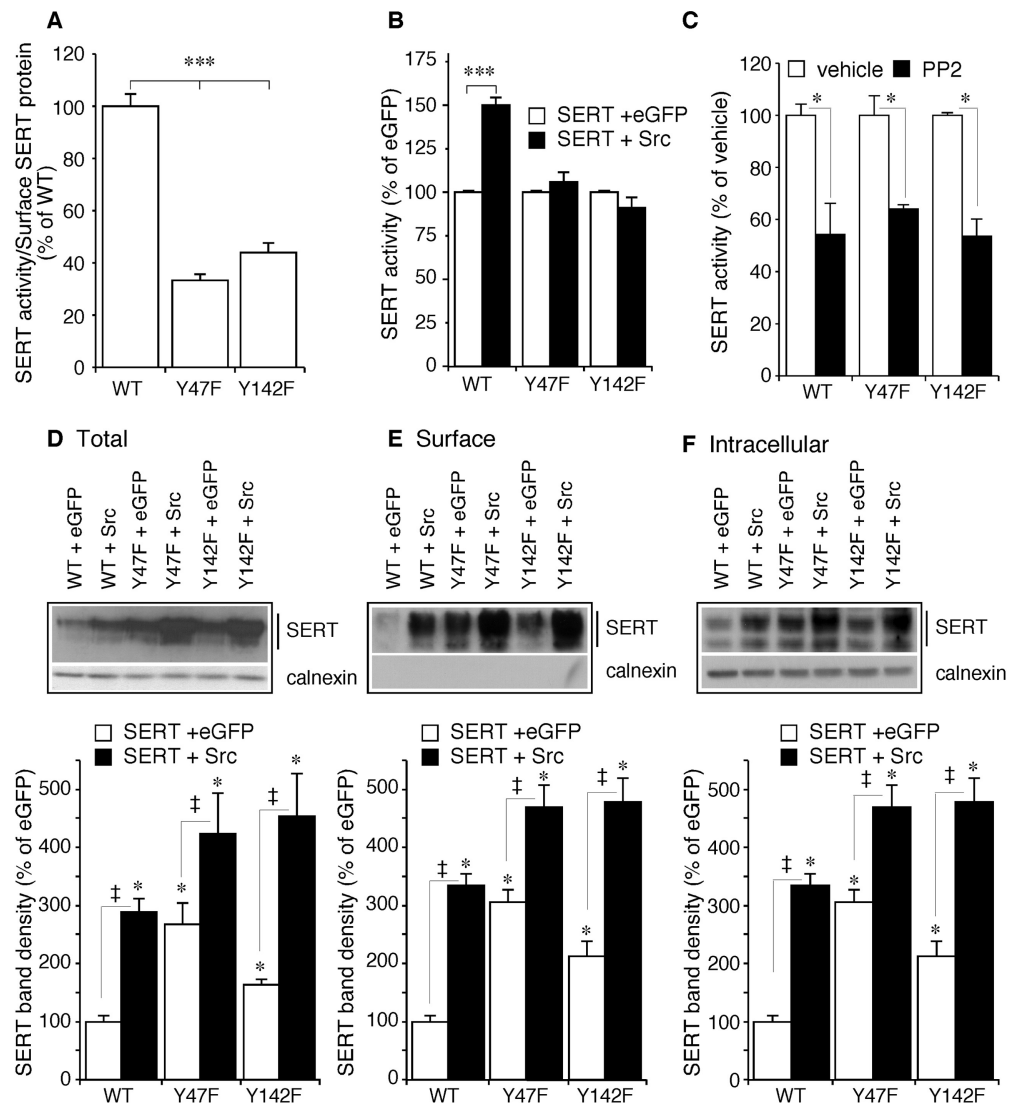 A
SERT activity/Surface SERT protein
(% of WT)
120
100
80
60
40
20
0
***
WT Y47F Y142F
B
SERT activity (% of eGFP)
175
150
125
100
75
50
25
0
***
SERT +eGFP
SERT + Src
WT Y47F Y142F
C
SERT activity (% of vehicle)
120
100
80
60
40
20
0
vehicle PP2
* * *
WT Y47F Y142F
D Total
WT + eGFP
WT + Src
Y47F + eGFP
Y47F + Src
Y142F + eGFP
Y142F + Src
SERT
calnexin
SERT +eGFP
SERT + Src
SERT band density (% of eGFP)
500
400
300
200
100
0
‡ * * ‡ * * ‡ *
WT Y47F Y142F
E Surface
WT + eGFP
WT + Src
Y47F + eGFP
Y47F + Src
Y142F + eGFP
Y142F + Src
SERT
calnexin
SERT +eGFP
SERT + Src
SERT band density (% of eGFP)
500
400
300
200
100
0
‡ * * ‡ * * ‡ *
WT Y47F Y142F
F Intracellular
WT + eGFP
WT + Src
Y47F + eGFP
Y47F + Src
Y142F + eGFP
Y142F + Src
SERT
calnexin
SERT +eGFP
SERT + Src
SERT band density (% of eGFP)
500
400
300
200
100
0
‡ * * ‡ * * ‡ *
WT Y47F Y142F